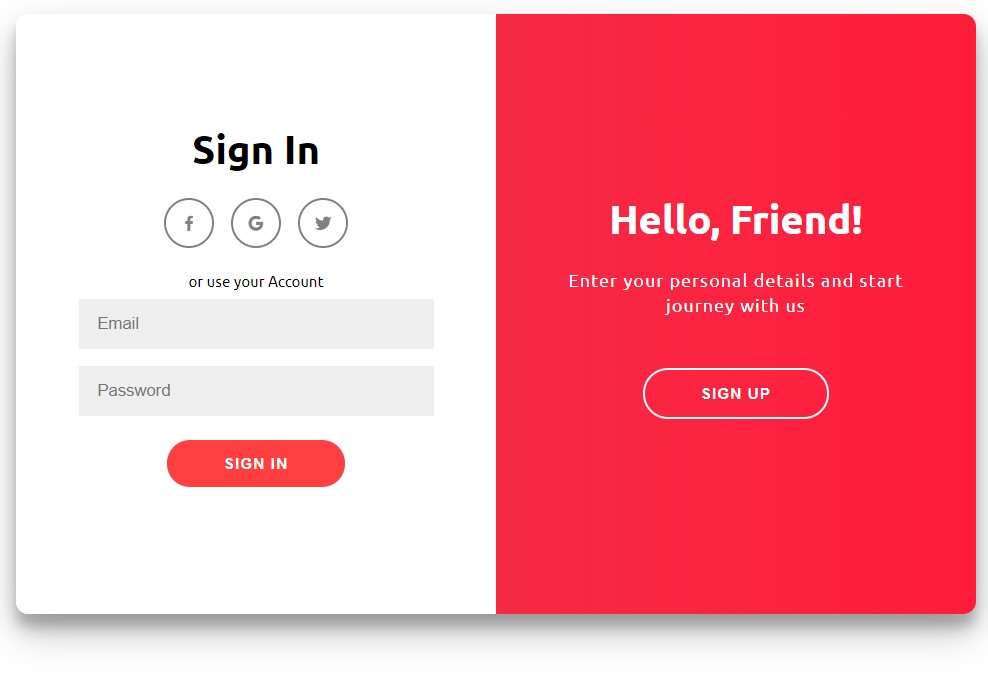 Sign In
or use your Account
Email
Password
SIGN IN
Hello, Friend!
Enter your personal details and start
journey with us
SIGN UP